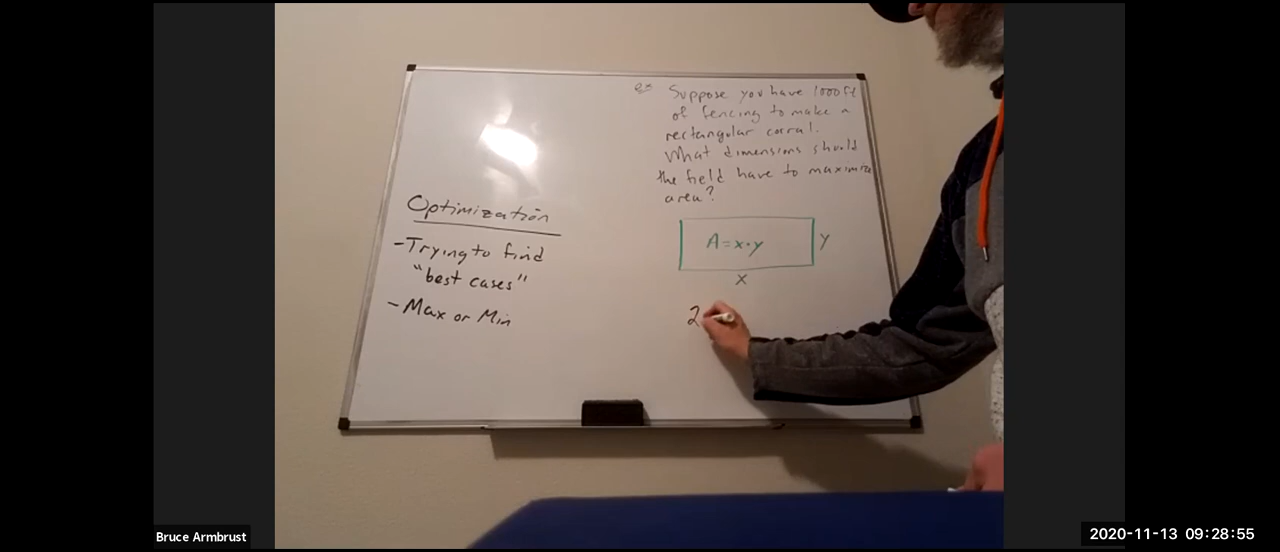 Optimization
- Trying to find
"best cases"
- Max or Min
ex Suppose you have 1000ft
of fencing to make a
rectangular corral.
What dimensions should
the field have to maximize
area?
A = x·y
y
x
2
Bruce Armbrust
2020-11-13 09:28:55